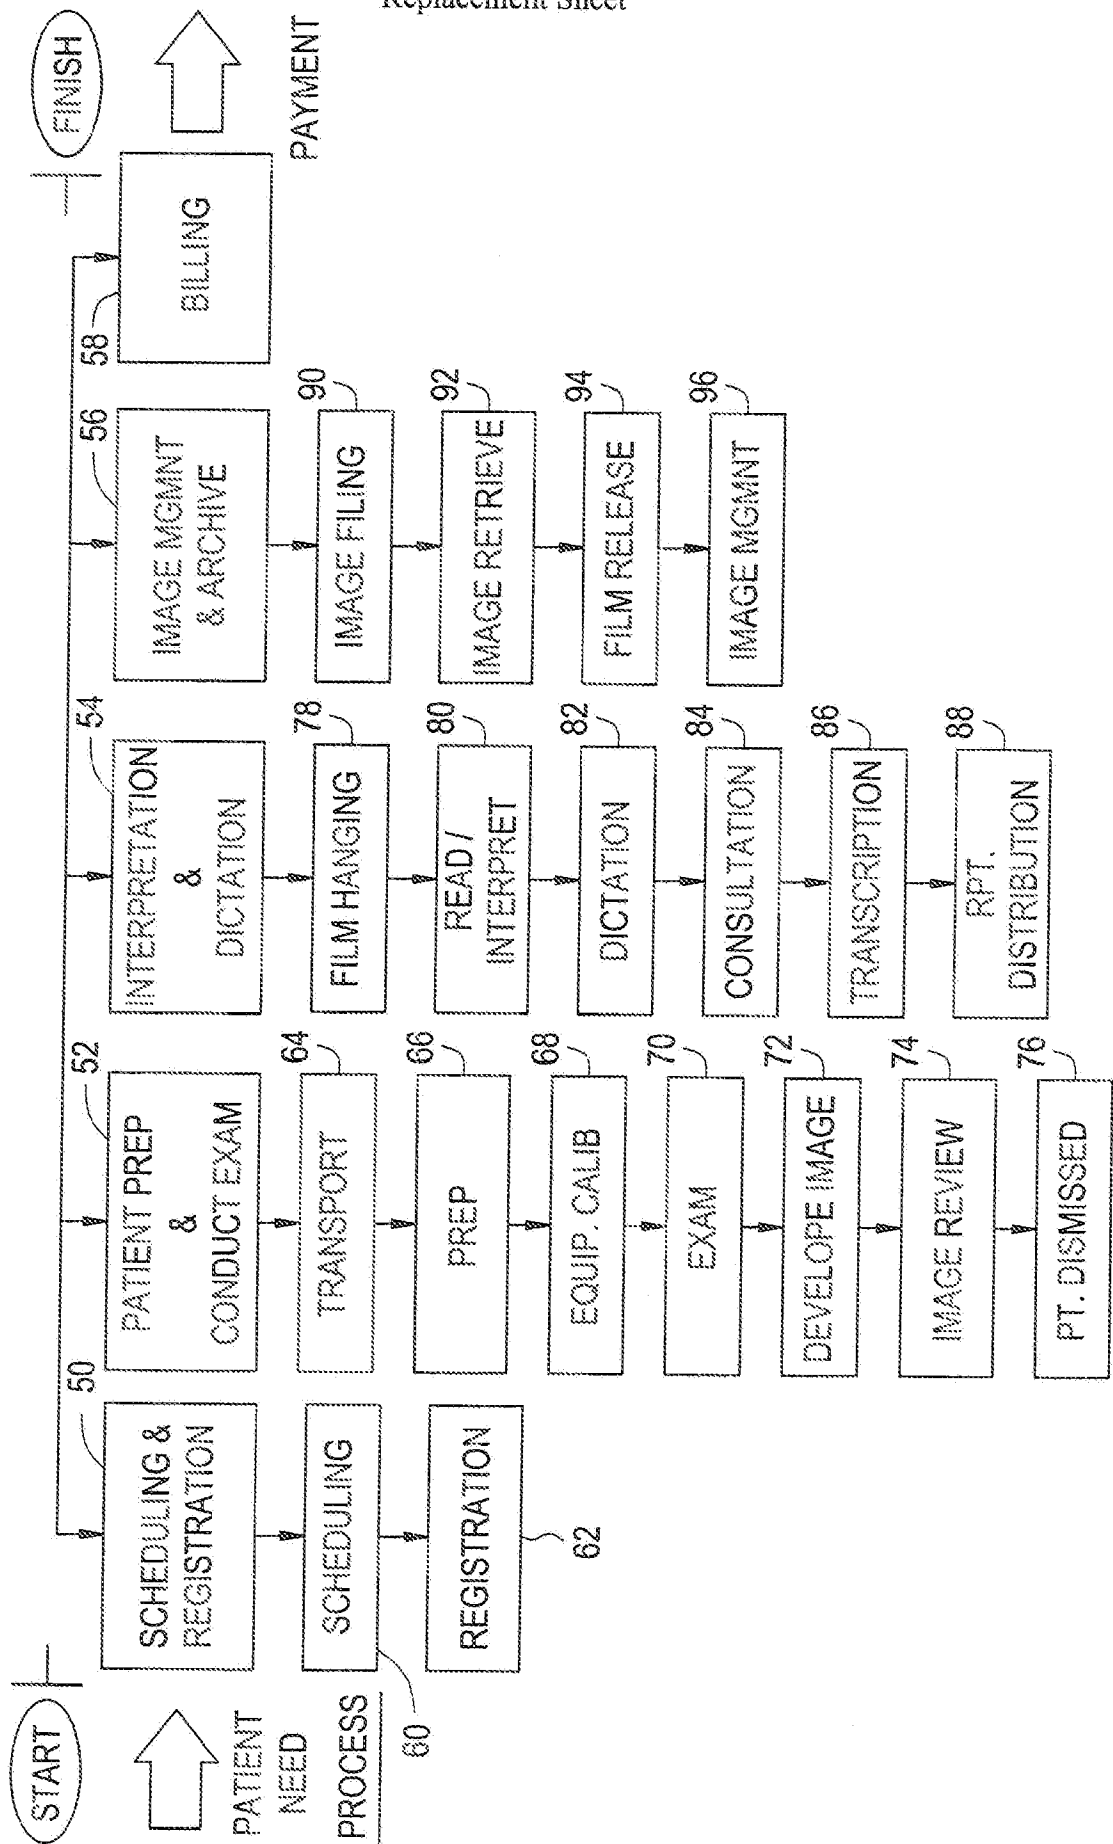 Replacement Sheet
START
FINISH
PATIENT
NEED
PROCESS
PAYMENT
50
SCHEDULING &
REGISTRATION
SCHEDULING
60
REGISTRATION
62
52
PATIENT PREP
&
CONDUCT EXAM
64
TRANSPORT
66
PREP
68
EQUIP. CALIB
70
EXAM
72
DEVELOPE IMAGE
74
IMAGE REVIEW
76
PT. DISMISSED
54
INTERPRETATION
&
DICTATION
78
FILM HANGING
80
READ /
INTERPRET
82
DICTATION
84
CONSULTATION
86
TRANSCRIPTION
88
RPT.
DISTRIBUTION
56
IMAGE MGMNT
& ARCHIVE
90
IMAGE FILING
92
IMAGE RETRIEVE
94
FILM RELEASE
96
IMAGE MGMNT
58
BILLING